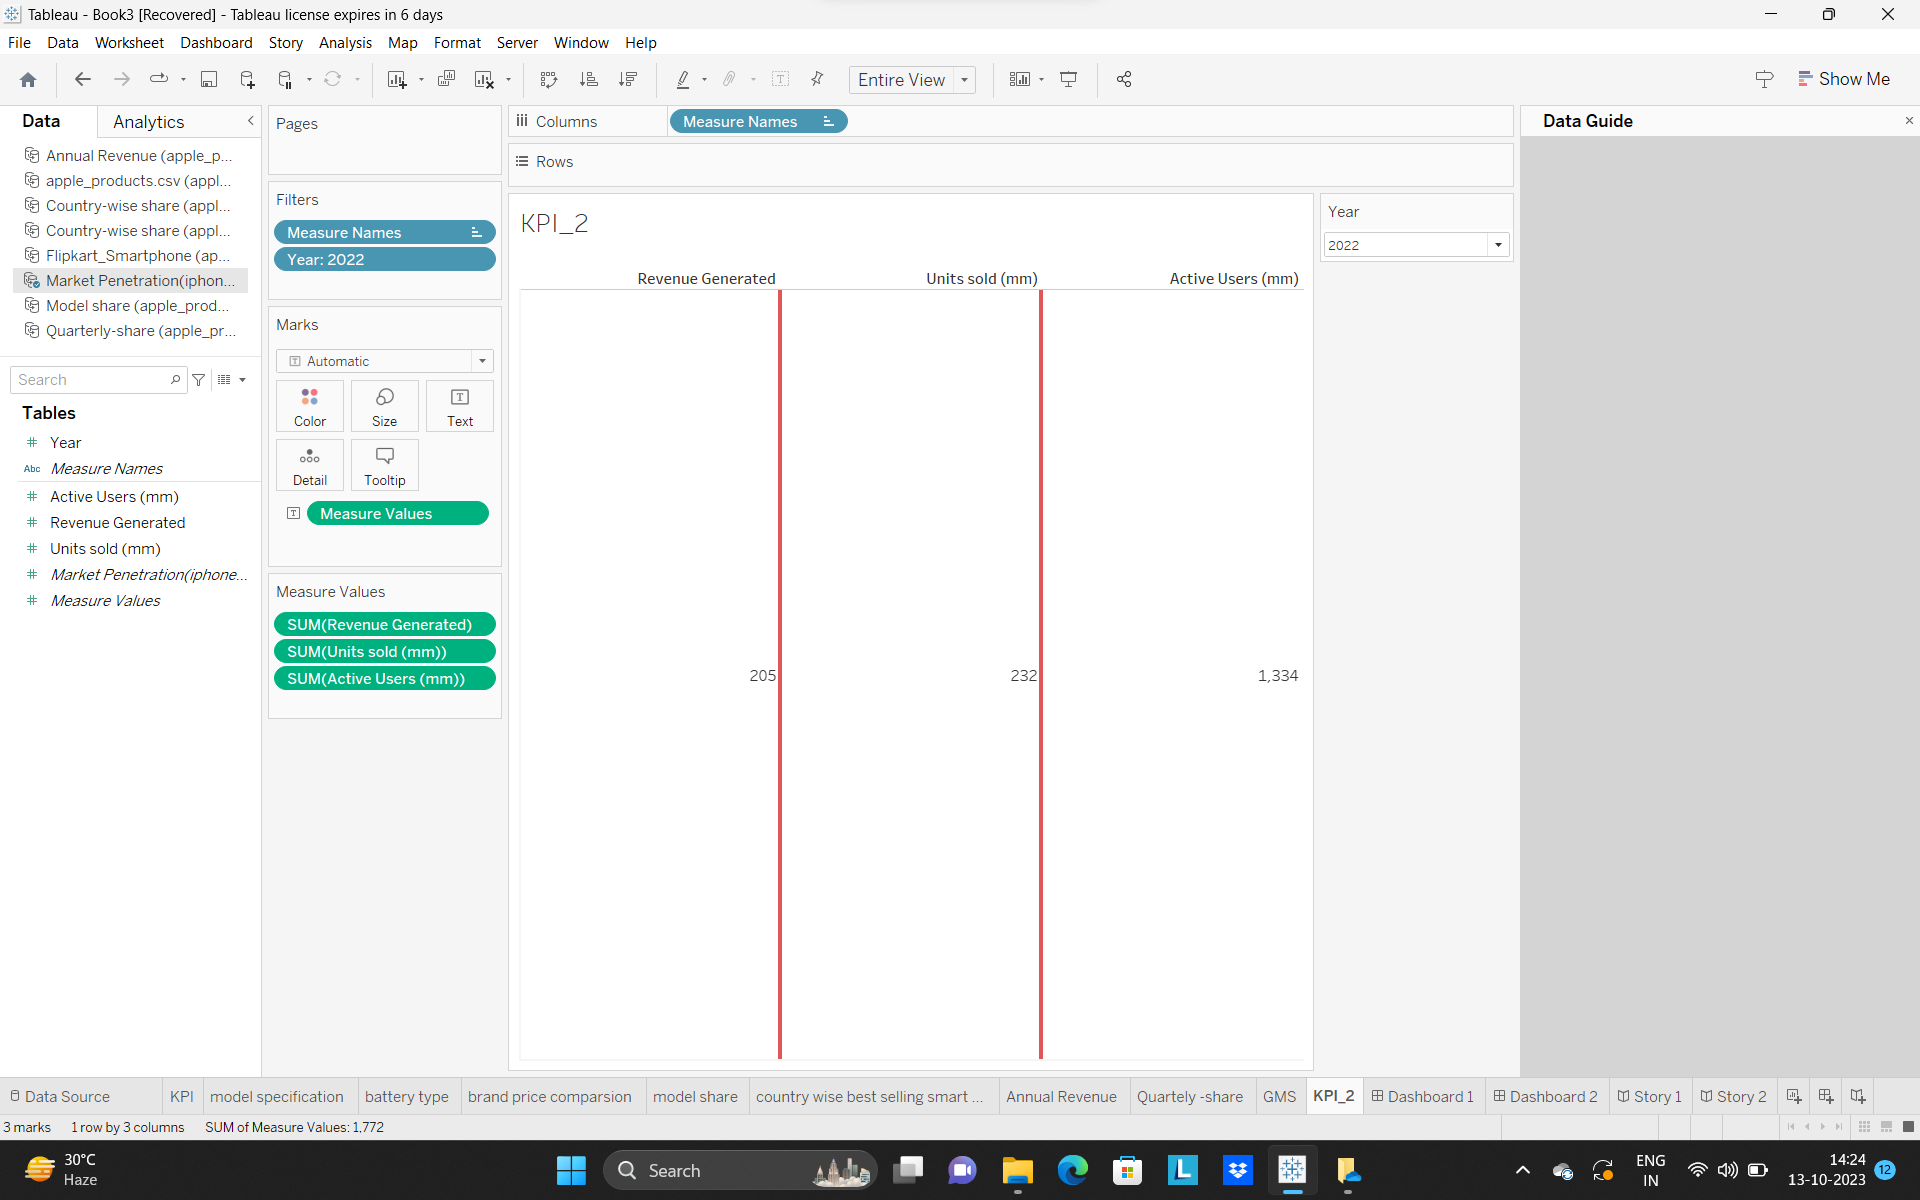 Tableau - Book3 [Recovered] - Tableau license expires in 6 days
File Data Worksheet Dashboard Story Analysis Map Format Server Window Help
Entire View
Show Me
Data Analytics
Annual Revenue (apple_p...
apple_products.csv (appl...
Country-wise share (appl...
Country-wise share (appl...
Flipkart_Smartphone (ap...
Market Penetration(iphon...
Model share (apple_prod...
Quarterly-share (apple_pr...
Search
Tables
Year
Abc Measure Names
Active Users (mm)
Revenue Generated
Units sold (mm)
Market Penetration(iphone...
Measure Values
Pages
Filters
Measure Names
Year: 2022
Marks
Automatic
Color Size Text
Detail Tooltip
Measure Values
Measure Values
SUM(Revenue Generated)
SUM(Units sold (mm))
SUM(Active Users (mm))
Columns Measure Names
Rows
KPI_2
Revenue Generated Units sold (mm) Active Users (mm)
205 232 1,334
Year
2022
Data Guide
Data Source KPI model specification battery type brand price comparsion model share country wise best selling smart ... Annual Revenue Quartely -share GMS KPI_2 Dashboard 1 Dashboard 2 Story 1 Story 2
3 marks 1 row by 3 columns SUM of Measure Values: 1,772
30°C
Haze
Search
L
ENG
IN
14:24
13-10-2023
12